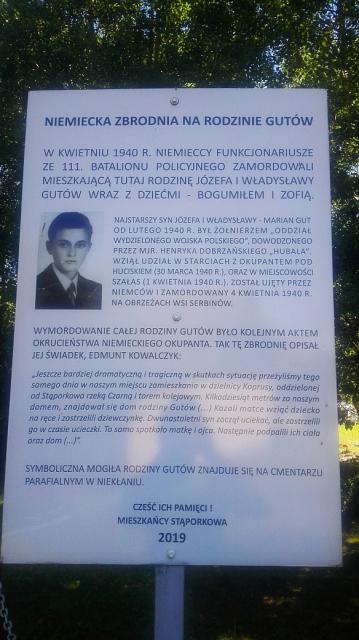 NIEMIECKA ZBRODNIA NA RODZINIE GUTÓW
W KWIETNIU 1940 R. NIEMIECCY FUNKCJONARIUSZE
ZE 111. BATALIONU POLICYJNEGO ZAMORDOWALI
MIESZKAJĄCĄ TUTAJ RODZINĘ JÓZEFA I WŁADYSŁAWY
GUTÓW WRAZ Z DZIEĆMI - BOGUMIŁEM I ZOFIĄ.
NAJSTARSZY SYN JÓZEFA I WŁADYSŁAWY - MARIAN GUT
OD LUTEGO 1940 R. BYŁ ŻOŁNIERZEM „ODDZIAŁ
WYDZIELONEGO WOJSKA POLSKIEGO”, DOWODZONEGO
PRZEZ MJR. HENRYKA DOBRZAŃSKIEGO „HUBALA”.
WZIĄŁ UDZIAŁ W STARCIACH Z OKUPANTEM POD
HUCISKIEM (30 MARCA 1940 R.), ORAZ W MIEJSCOWOŚCI
SZAŁAS (1 KWIETNIA 1940 R.). ZOSTAŁ UJĘTY PRZEZ
NIEMCÓW I ZAMORDOWANY 4 KWIETNIA 1940 R.
NA OBRZEŻACH WSI SERBINÓW.
WYMORDOWANIE CAŁEJ RODZINY GUTÓW BYŁO KOLEJNYM AKTEM
OKRUCIEŃSTWA NIEMIECKIEGO OKUPANTA. TAK TĘ ZBRODNIĘ OPISAŁ
JEJ ŚWIADEK, EDMUNT KOWALCZYK:
„Jeszcze bardziej dramatyczną i tragiczną w skutkach sytuację przeżyliśmy tego
samego dnia w naszym miejscu zamieszkania w dzielnicy Koprusy, oddzielonej
od Stąporkowa rzeką Czarną i torem kolejowym. Kilkadziesiąt metrów za naszym
domem, znajdował się dom rodziny Gutów (...) Kazali matce wziąć dziecko
na ręce i zastrzelili dziewczynkę. Dwunastoletni syn zaczął uciekać, ale zastrzelili
go w czasie ucieczki. To samo spotkało matkę i ojca. Następnie podpalili ich ciała
oraz dom (...)”.
SYMBOLICZNA MOGIŁA RODZINY GUTÓW ZNAJDUJE SIĘ NA CMENTARZU
PARAFIALNYM W NIEKŁANIU.
CZEŚĆ ICH PAMIĘCI !
MIESZKAŃCY STĄPORKOWA
2019